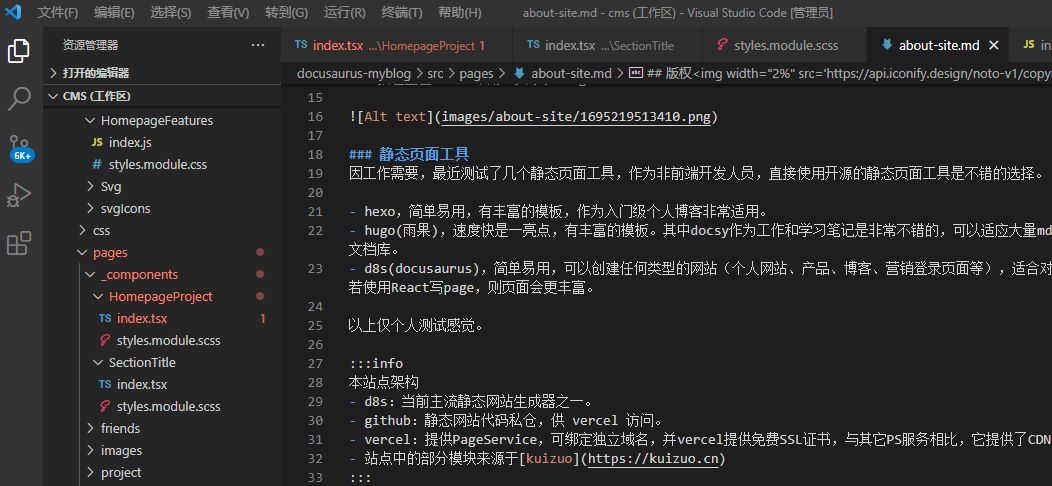 文件(F) 编辑(E) 选择(S) 查看(V) 转到(G) 运行(R) 终端(T) 帮助(H) about-site.md - cms (工作区) - Visual Studio Code [管理员]
资源管理器 ···
打开的编辑器
CMS (工作区)
HomepageFeatures
JS index.js
# styles.module.css
Svg
svgIcons
css
pages
_components
HomepageProject
TS index.tsx 1
styles.module.scss
SectionTitle
TS index.tsx
styles.module.scss
friends
images
project
6K+
TS index.tsx ...\HomepageProject 1 TS index.tsx ...\SectionTitle styles.module.scss about-site.md JS in
docusaurus-myblog > src > pages > about-site.md > ## 版权<img width="2%" src='https://api.iconify.design/noto-v1/copy
15
16 ![Alt text](images/about-site/1695219513410.png)
17
18 ### 静态页面工具
19 因工作需要，最近测试了几个静态页面工具，作为非前端开发人员，直接使用开源的静态页面工具是不错的选择。
20
21 - hexo，简单易用，有丰富的模板，作为入门级个人博客非常适用。
22 - hugo(雨果)，速度快是一亮点，有丰富的模板。其中docsy作为工作和学习笔记是非常不错的，可以适应大量md
文档库。
23 - d8s(docusaurus)，简单易用，可以创建任何类型的网站（个人网站、产品、博客、营销登录页面等），适合对
若使用React写page，则页面会更丰富。
24
25 以上仅个人测试感觉。
26
27 :::info
28 本站点架构
29 - d8s：当前主流静态网站生成器之一。
30 - github：静态网站代码私仓，供 vercel 访问。
31 - vercel：提供PageService，可绑定独立域名，并vercel提供免费SSL证书，与其它PS服务相比，它提供了CDN
32 - 站点中的部分模块来源于[kuizuo](https://kuizuo.cn)
33 :::